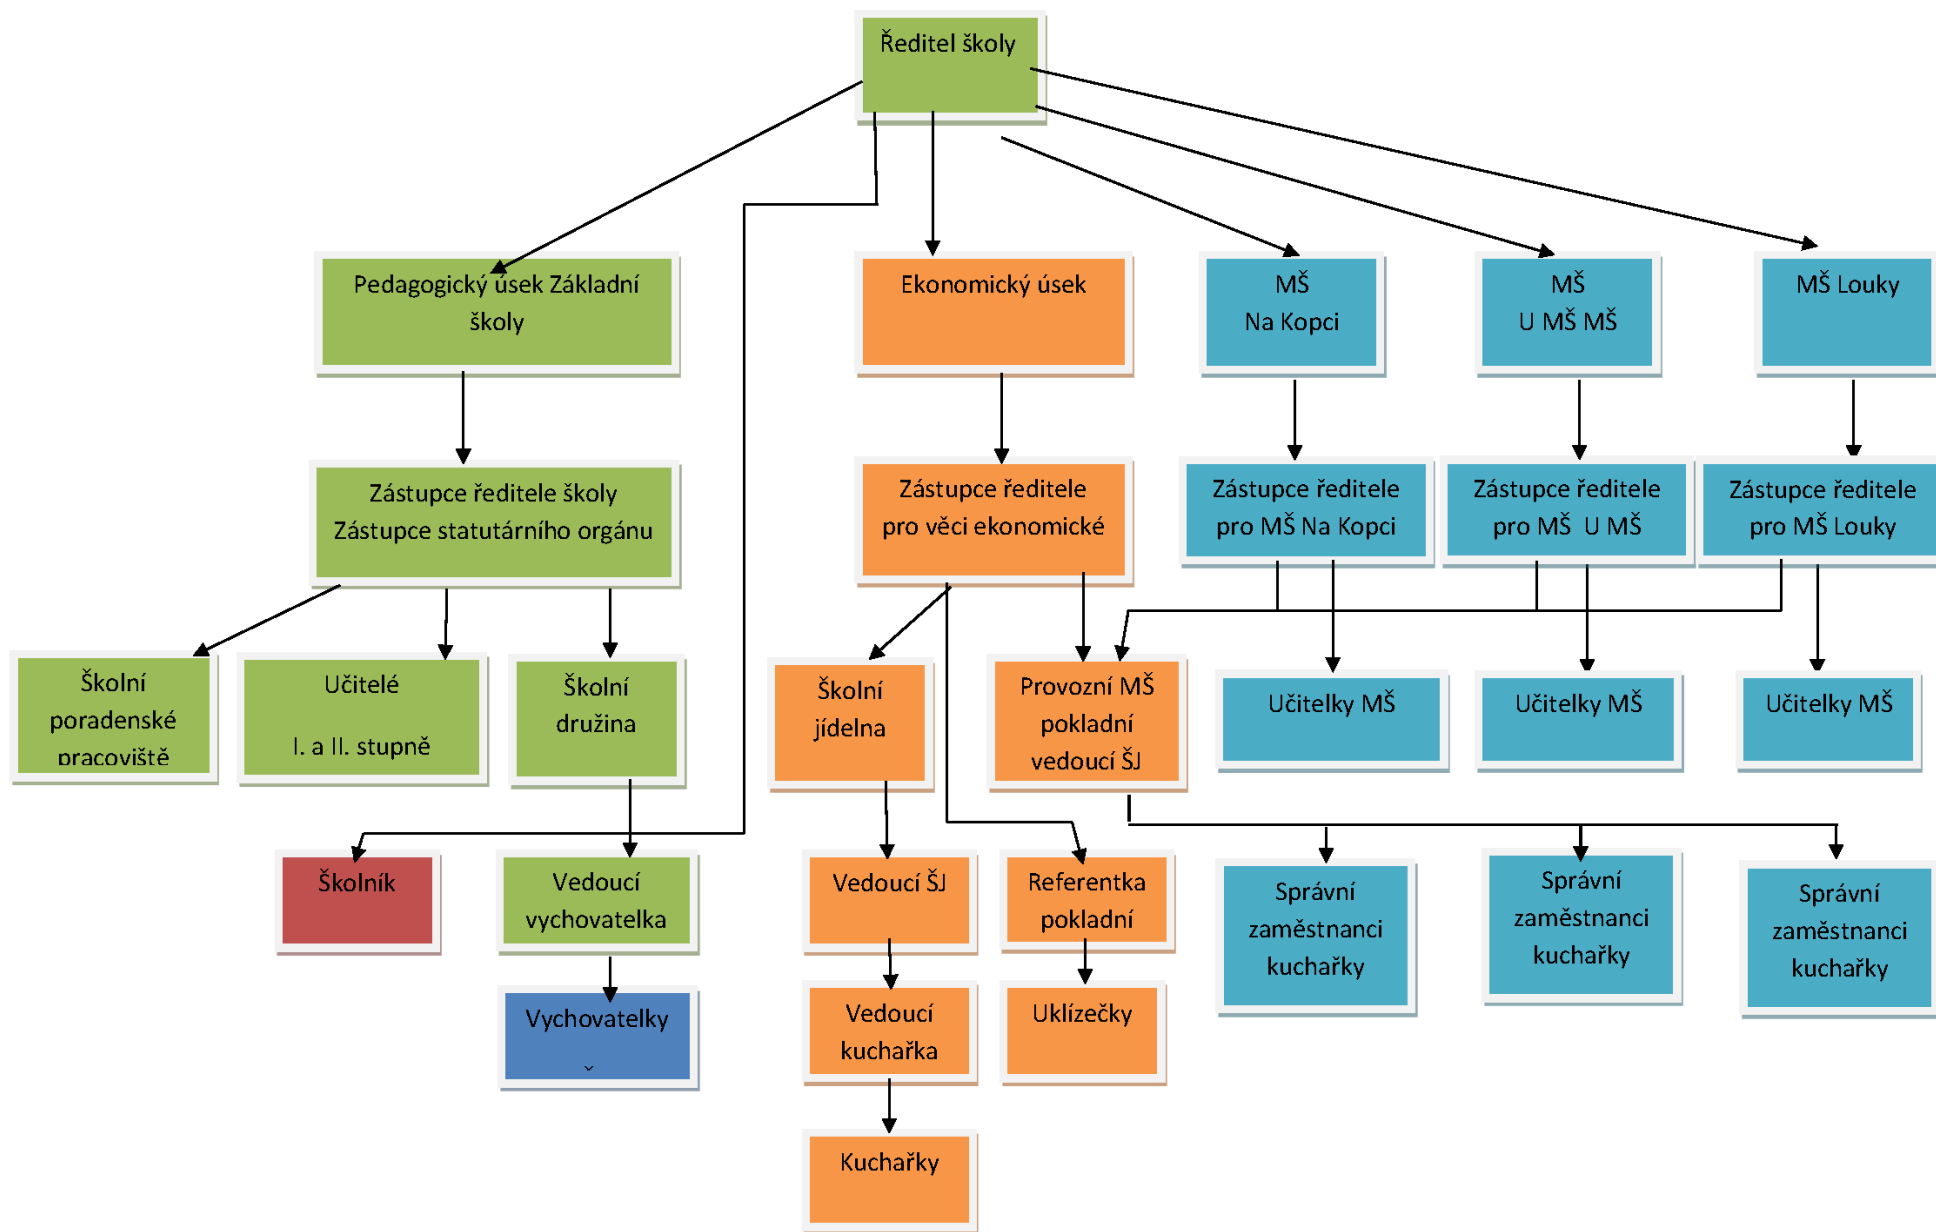 Ředitel školy
Pedagogický úsek Základní
školy
Ekonomický úsek
MŠ
Na Kopci
MŠ
U MŠ MŠ
MŠ Louky
Zástupce ředitele školy
Zástupce statutárního orgánu
Zástupce ředitele
pro věci ekonomické
Zástupce ředitele
pro MŠ Na Kopci
Zástupce ředitele
pro MŠ  U MŠ
Zástupce ředitele
pro MŠ Louky
Školní
poradenské
pracoviště
Učitelé
I. a II. stupně
Školní
družina
Školní
jídelna
Provozní MŠ
pokladní
vedoucí ŠJ
Učitelky MŠ
Učitelky MŠ
Učitelky MŠ
Školník
Vedoucí
vychovatelka
Vedoucí ŠJ
Referentka
pokladní
Správní
zaměstnanci
kuchařky
Správní
zaměstnanci
kuchařky
Správní
zaměstnanci
kuchařky
Vychovatelky
Vedoucí
kuchařka
Uklízečky
Kuchařky